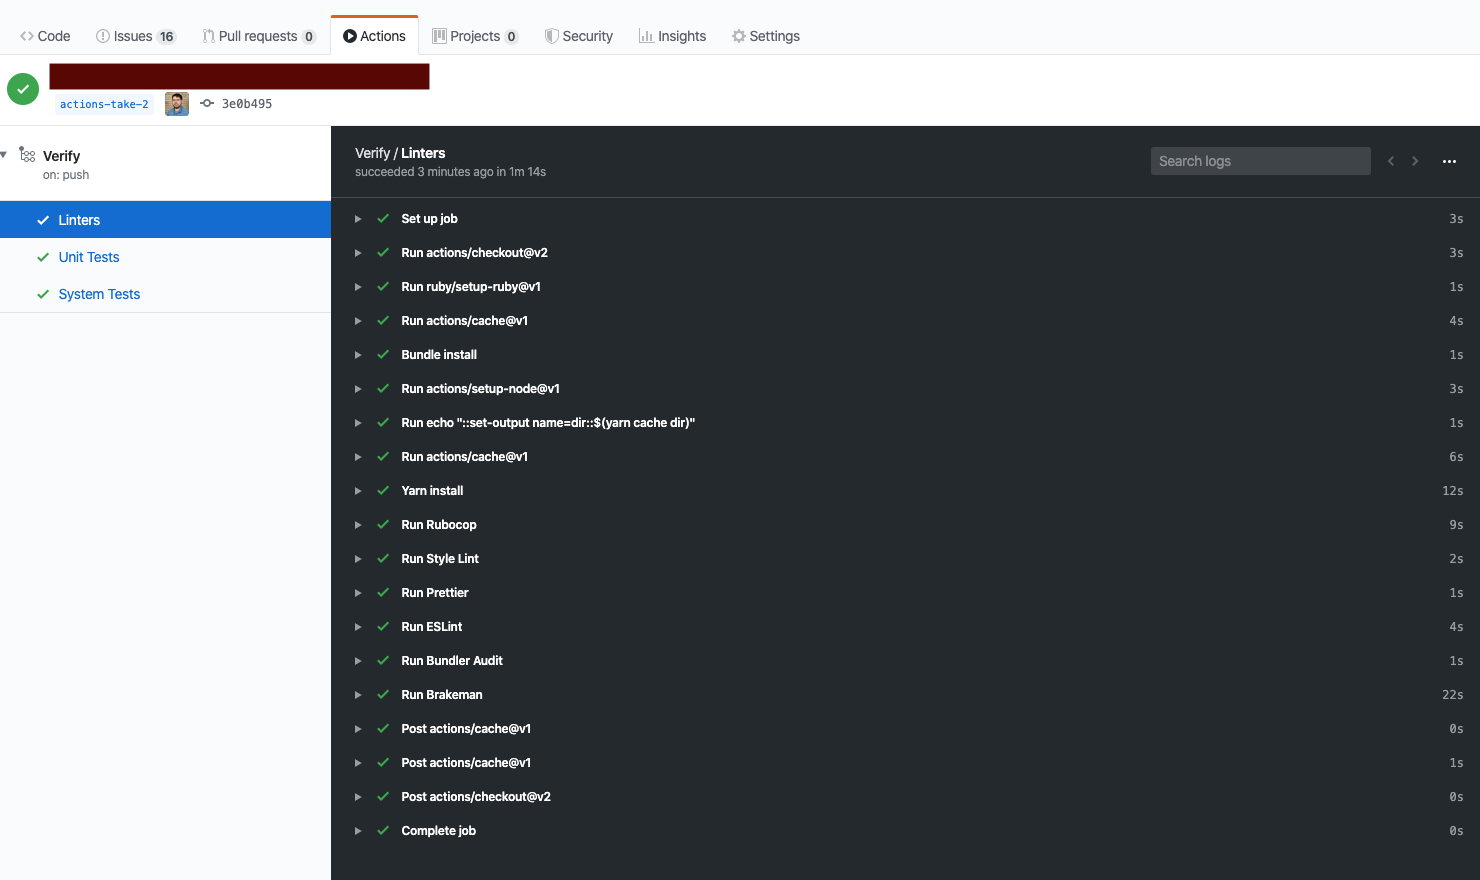 Code Issues 16 Pull requests 0 Actions Projects 0 Security Insights Settings
actions-take-2 3e0b495
Verify
on: push
Linters
Unit Tests
System Tests
Verify / Linters
succeeded 3 minutes ago in 1m 14s
Search logs
Set up job 3s
Run actions/checkout@v2 3s
Run ruby/setup-ruby@v1 1s
Run actions/cache@v1 4s
Bundle install 1s
Run actions/setup-node@v1 3s
Run echo "::set-output name=dir::$(yarn cache dir)" 1s
Run actions/cache@v1 6s
Yarn install 12s
Run Rubocop 9s
Run Style Lint 2s
Run Prettier 1s
Run ESLint 4s
Run Bundler Audit 1s
Run Brakeman 22s
Post actions/cache@v1 0s
Post actions/cache@v1 1s
Post actions/checkout@v2 0s
Complete job 0s